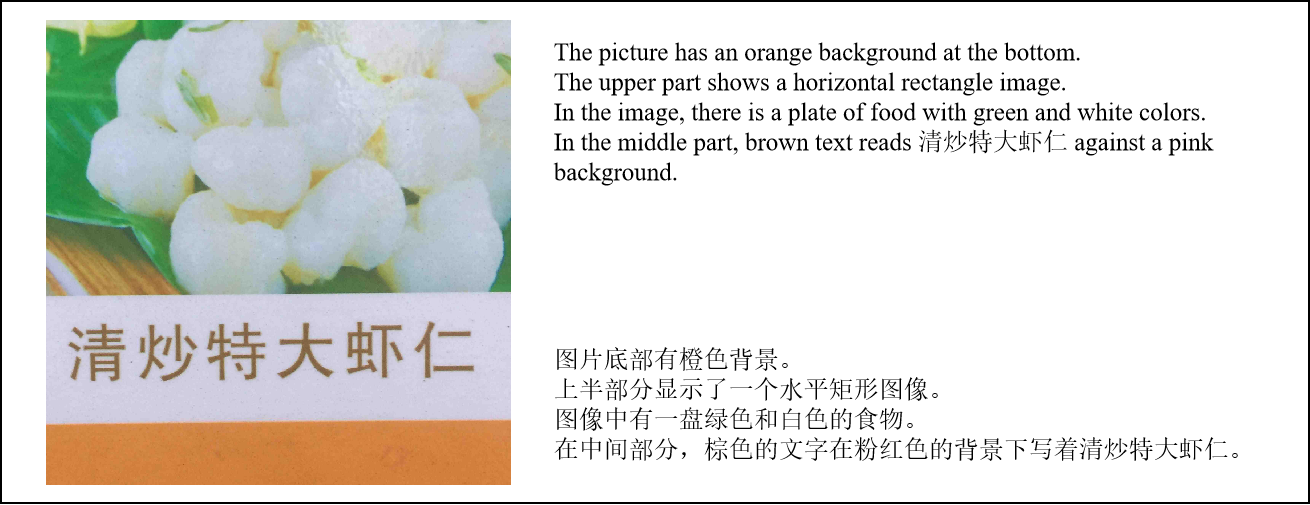 清炒特大虾仁
The picture has an orange background at the bottom.
The upper part shows a horizontal rectangle image.
In the image, there is a plate of food with green and white colors.
In the middle part, brown text reads 清炒特大虾仁 against a pink
background.
图片底部有橙色背景。
上半部分显示了一个水平矩形图像。
图像中有一盘绿色和白色的食物。
在中间部分，棕色的文字在粉红色的背景下写着清炒特大虾仁。